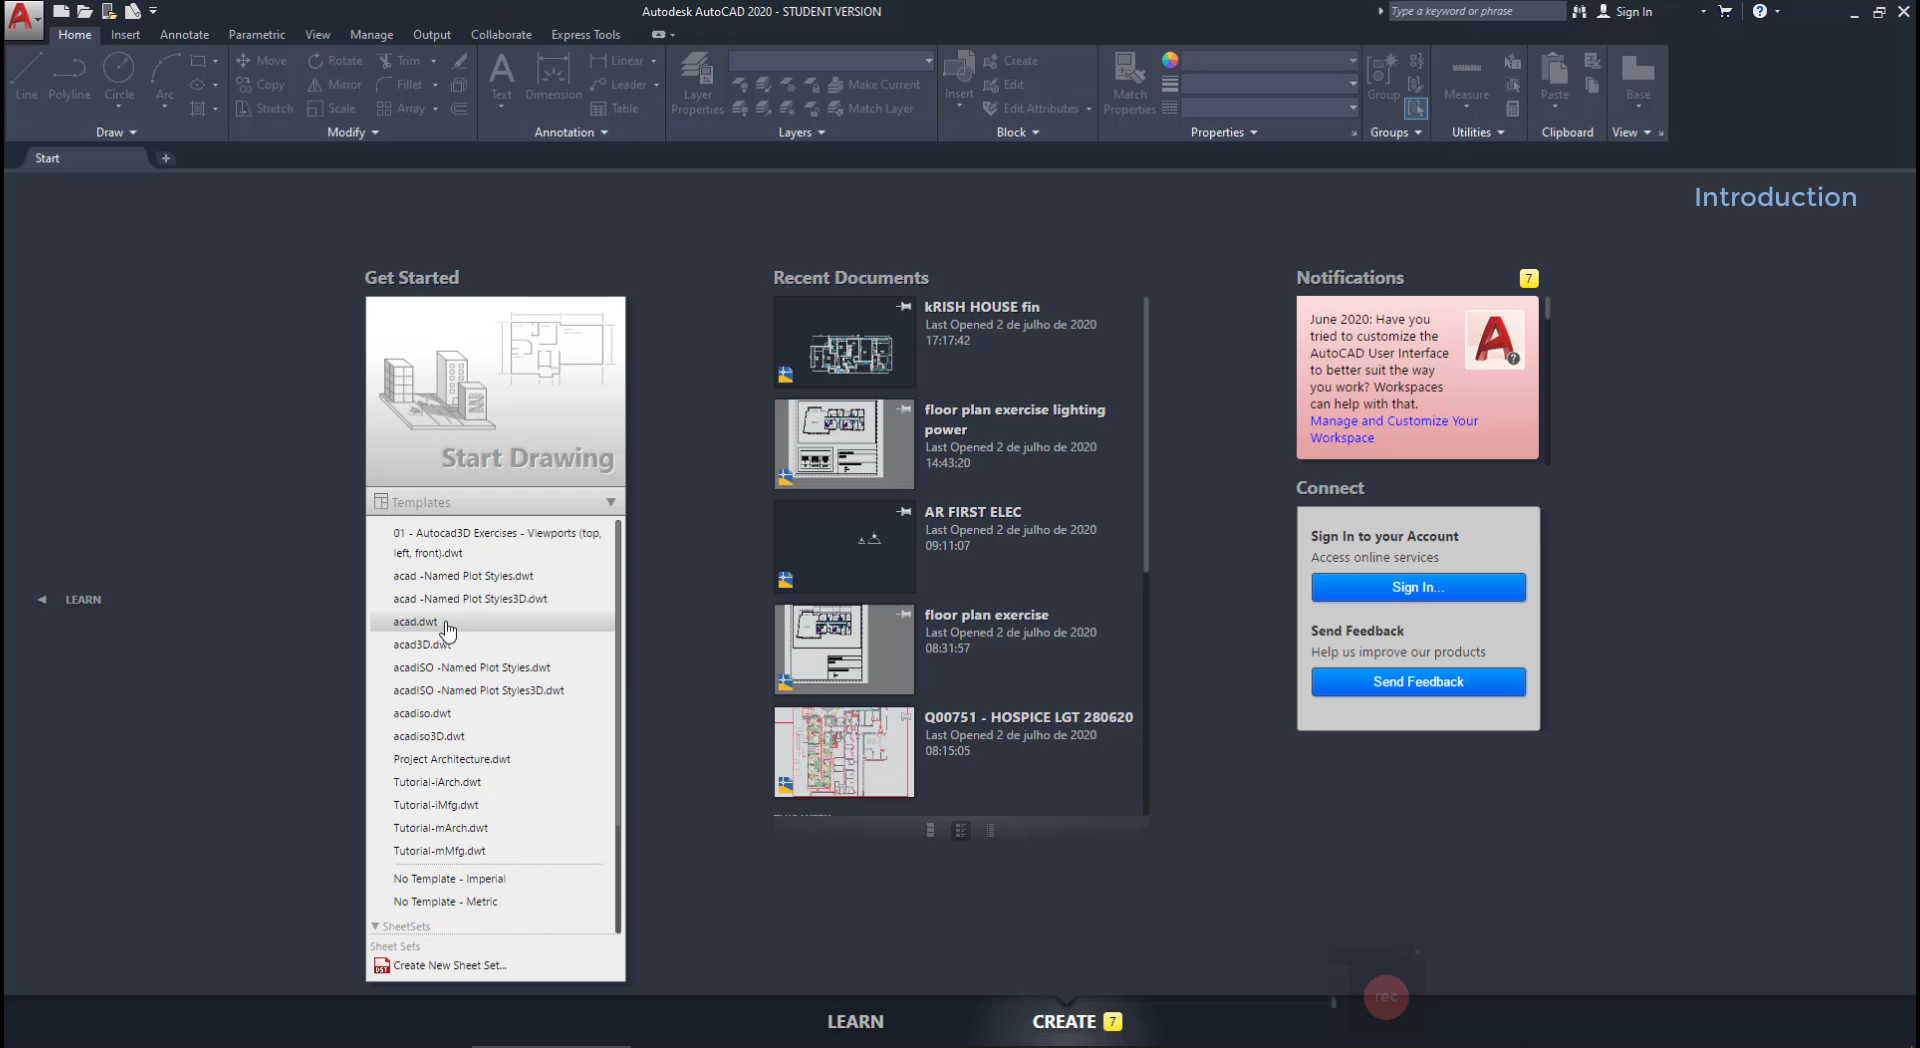 Autodesk AutoCAD 2020 - STUDENT VERSION
Type a keyword or phrase
Sign In
Home Insert Annotate Parametric View Manage Output Collaborate Express Tools
Line Polyline Circle Arc
Draw
Move Rotate Trim
Copy Mirror Fillet
Stretch Scale Array
Modify
Text Dimension
Linear
Leader
Table
Annotation
Layer Properties
Make Current
Match Layer
Layers
Insert
Create
Edit
Edit Attributes
Block
Match Properties
Properties
Group
Groups
Measure
Utilities
Paste
Clipboard
Base
View
Start
Introduction
Get Started
Start Drawing
Templates
01 - Autocad3D Exercises - Viewports (top,
left, front).dwt
acad -Named Plot Styles.dwt
acad -Named Plot Styles3D.dwt
acad.dwt
acad3D.dwt
acadISO -Named Plot Styles.dwt
acadISO -Named Plot Styles3D.dwt
acadiso.dwt
acadiso3D.dwt
Project Architecture.dwt
Tutorial-iArch.dwt
Tutorial-iMfg.dwt
Tutorial-mArch.dwt
Tutorial-mMfg.dwt
No Template - Imperial
No Template - Metric
SheetSets
Sheet Sets
DST
Create New Sheet Set...
LEARN
Recent Documents
kRISH HOUSE fin
Last Opened 2 de julho de 2020
17:17:42
floor plan exercise lighting
power
Last Opened 2 de julho de 2020
14:43:20
AR FIRST ELEC
Last Opened 2 de julho de 2020
09:11:07
floor plan exercise
Last Opened 2 de julho de 2020
08:31:57
Q00751 - HOSPICE LGT 280620
Last Opened 2 de julho de 2020
08:15:05
Notifications 7
June 2020: Have you
tried to customize the
AutoCAD User Interface
to better suit the way
you work? Workspaces
can help with that.
Manage and Customize Your
Workspace
Connect
Sign In to your Account
Access online services
Sign In...
Send Feedback
Help us improve our products
Send Feedback
rec
LEARN
CREATE 7